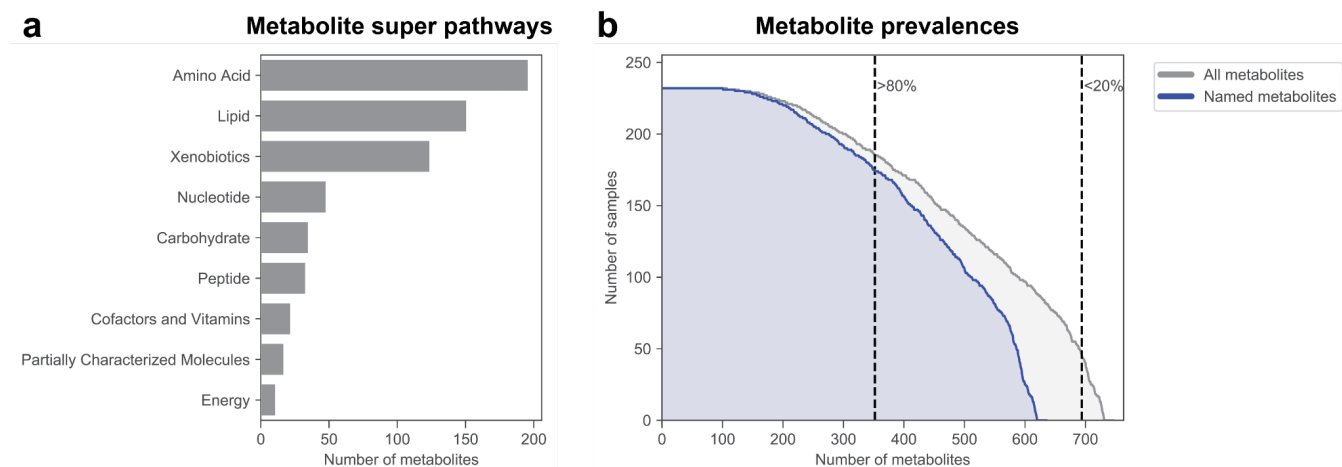 a Metabolite super pathways
Amino Acid
Lipid
Xenobiotics
Nucleotide
Carbohydrate
Peptide
Cofactors and Vitamins
Partially Characterized Molecules
Energy
0 50 100 150 200
Number of metabolites
b Metabolite prevalences
250
200
150
100
50
0
Number of samples
>80%
<20%
0 100 200 300 400 500 600 700
Number of metabolites
All metabolites
Named metabolites